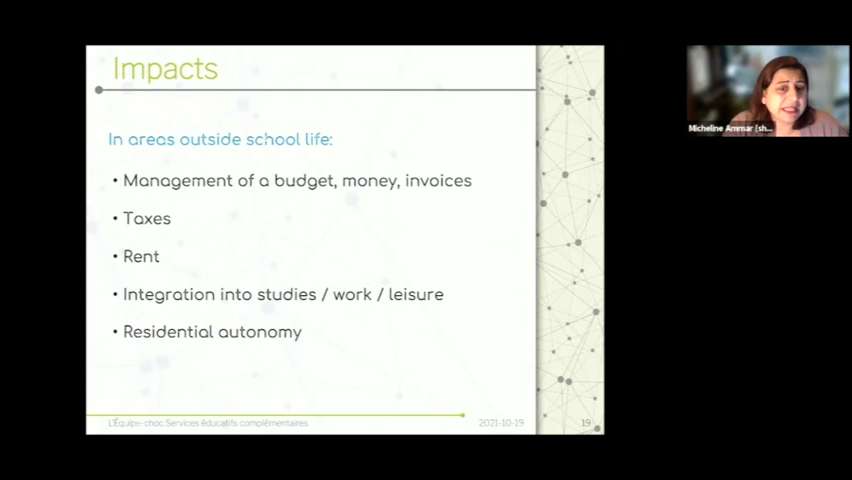 Impacts
In areas outside school life:
• Management of a budget, money, invoices
• Taxes
• Rent
• Integration into studies / work / leisure
• Residential autonomy
L'Équipe-choc Services éducatifs complémentaires 2021-10-19 19
Micheline Ammar (sh...